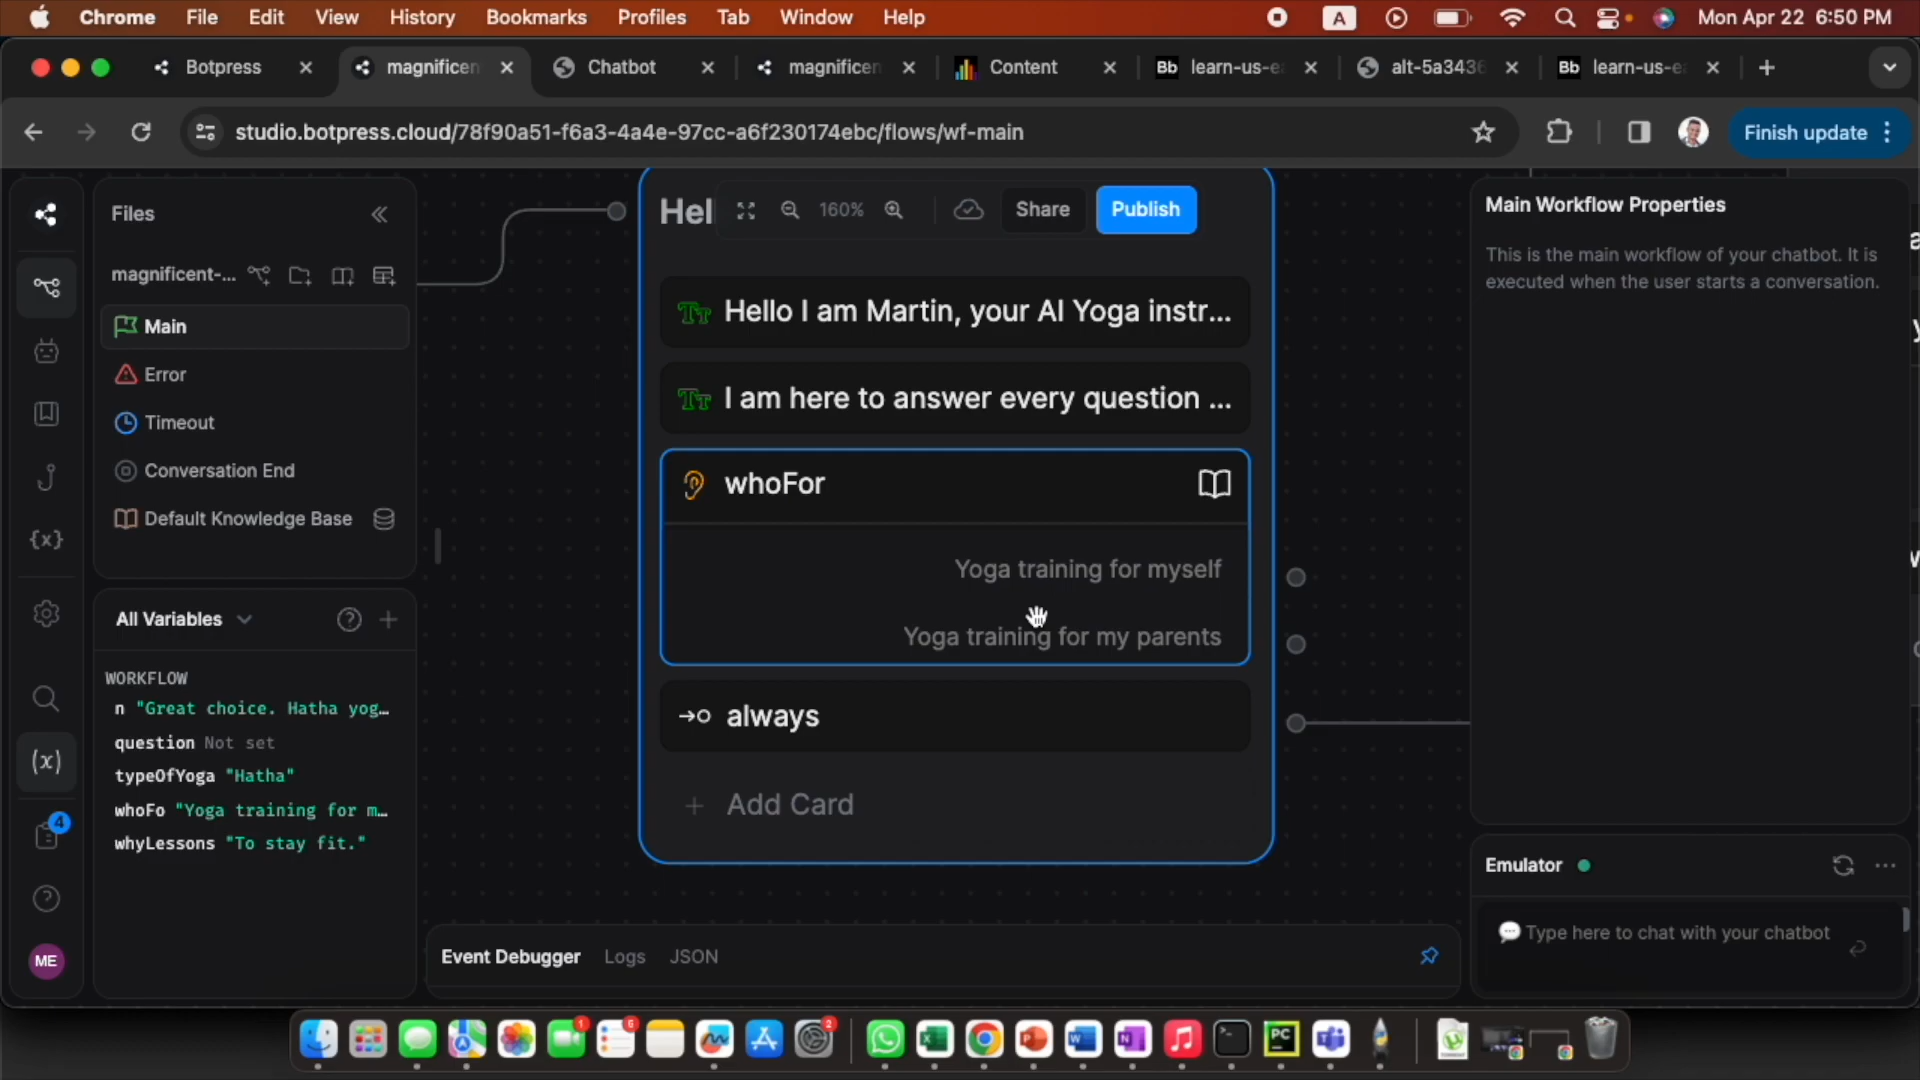 Chrome File Edit View History Bookmarks Profiles Tab Window Help A Mon Apr 22 6:50 PM
Botpress magnificen Chatbot magnificen Content Bb learn-us-e alt-5a343 Bb learn-us-e
studio.botpress.cloud/78f90a51-f6a3-4a4e-97cc-a6f230174ebc/flows/wf-main Finish update
Files
magnificent-...
Main
Error
Timeout
Conversation End
Default Knowledge Base
All Variables
WORKFLOW
n "Great choice. Hatha yog...
question Not set
typeOfYoga "Hatha"
whoFo "Yoga training for m...
whyLessons "To stay fit."
4
ME
Hel 160% Share Publish
Hello I am Martin, your AI Yoga instr...
I am here to answer every question ...
whoFor
Yoga training for myself
Yoga training for my parents
always
+ Add Card
Event Debugger Logs JSON
Main Workflow Properties
This is the main workflow of your chatbot. It is
executed when the user starts a conversation.
Emulator
Type here to chat with your chatbot